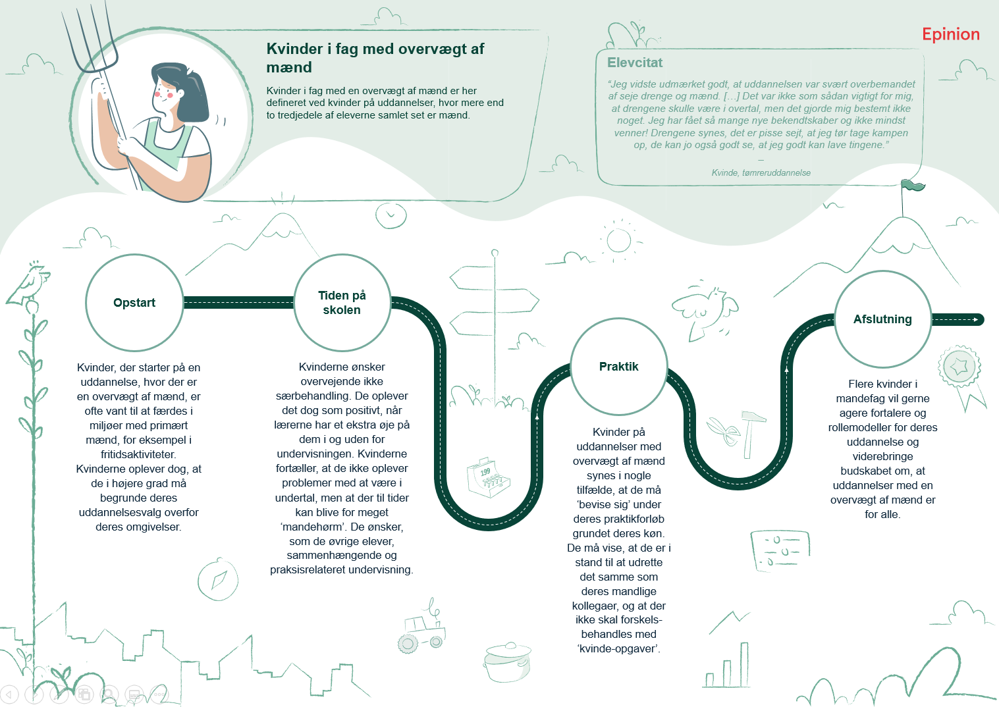 Kvinder i fag med overvægt af
mænd
Kvinder i fag med en overvægt af mænd er her
defineret ved kvinder på uddannelser, hvor mere end
to tredjedele af eleverne samlet set er mænd.
Epinion
Elevcitat
“Jeg vidste udmærket godt, at uddannelsen var svært overbemandet
af seje drenge og mænd. […] Det var ikke som sådan vigtigt for mig,
at drengene skulle være i overtal, men det gjorde mig bestemt ikke
noget. Jeg har fået så mange nye bekendtskaber og ikke mindst
venner! Drengene synes, det er pisse sejt, at jeg tør tage kampen
op, de kan jo også godt se, at jeg godt kan lave tingene.”
–
Kvinde, tømreruddannelse
Opstart
Kvinder, der starter på en
uddannelse, hvor der er
en overvægt af mænd, er
ofte vant til at færdes i
miljøer med primært
mænd, for eksempel i
fritidsaktiviteter.
Kvinderne oplever dog, at
de i højere grad må
begrunde deres
uddannelsesvalg overfor
deres omgivelser.
Tiden på
skolen
Kvinderne ønsker
overvejende ikke
særbehandling. De oplever
det dog som positivt, når
lærerne har et ekstra øje på
dem i og uden for
undervisningen. Kvinderne
fortæller, at de ikke oplever
problemer med at være i
undertal, men at der til tider
kan blive for meget
‘mandehørm’. De ønsker,
som de øvrige elever,
sammenhængende og
praksisrelateret undervisning.
199
Praktik
Kvinder på
uddannelser med
overvægt af mænd
synes i nogle
tilfælde, at de må
‘bevise sig’ under
deres praktikforløb
grundet deres køn.
De må vise, at de er i
stand til at udrette
det samme som
deres mandlige
kollegaer, og at der
ikke skal forskels-
behandles med
‘kvinde-opgaver’.
Afslutning
Flere kvinder i
mandefag vil gerne
agere fortalere og
rollemodeller for deres
uddannelse og
viderebringe
budskabet om, at
uddannelser med en
overvægt af mænd er
for alle.